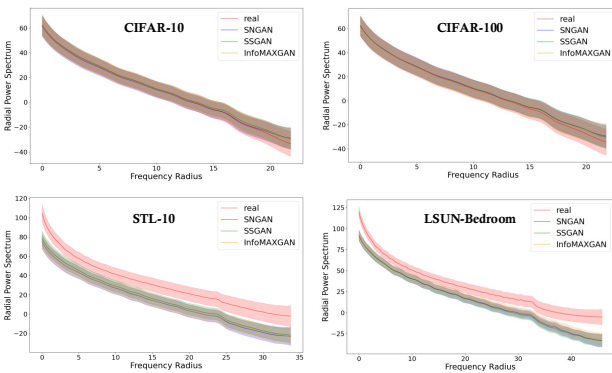 CIFAR-10
real
SNGAN
SSGAN
InfoMAXGAN
Radial Power Spectrum
60
40
20
0
−20
−40
0 5 10 15 20
Frequency Radius
CIFAR-100
real
SNGAN
SSGAN
InfoMAXGAN
Radial Power Spectrum
60
40
20
0
−20
−40
0 5 10 15 20
Frequency Radius
STL-10
real
SNGAN
SSGAN
InfoMAXGAN
Radial Power Spectrum
120
100
80
60
40
20
0
−20
0 5 10 15 20 25 30 35
Frequency Radius
LSUN-Bedroom
real
SNGAN
SSGAN
InfoMAXGAN
Radial Power Spectrum
125
100
75
50
25
0
−25
0 10 20 30 40
Frequency Radius